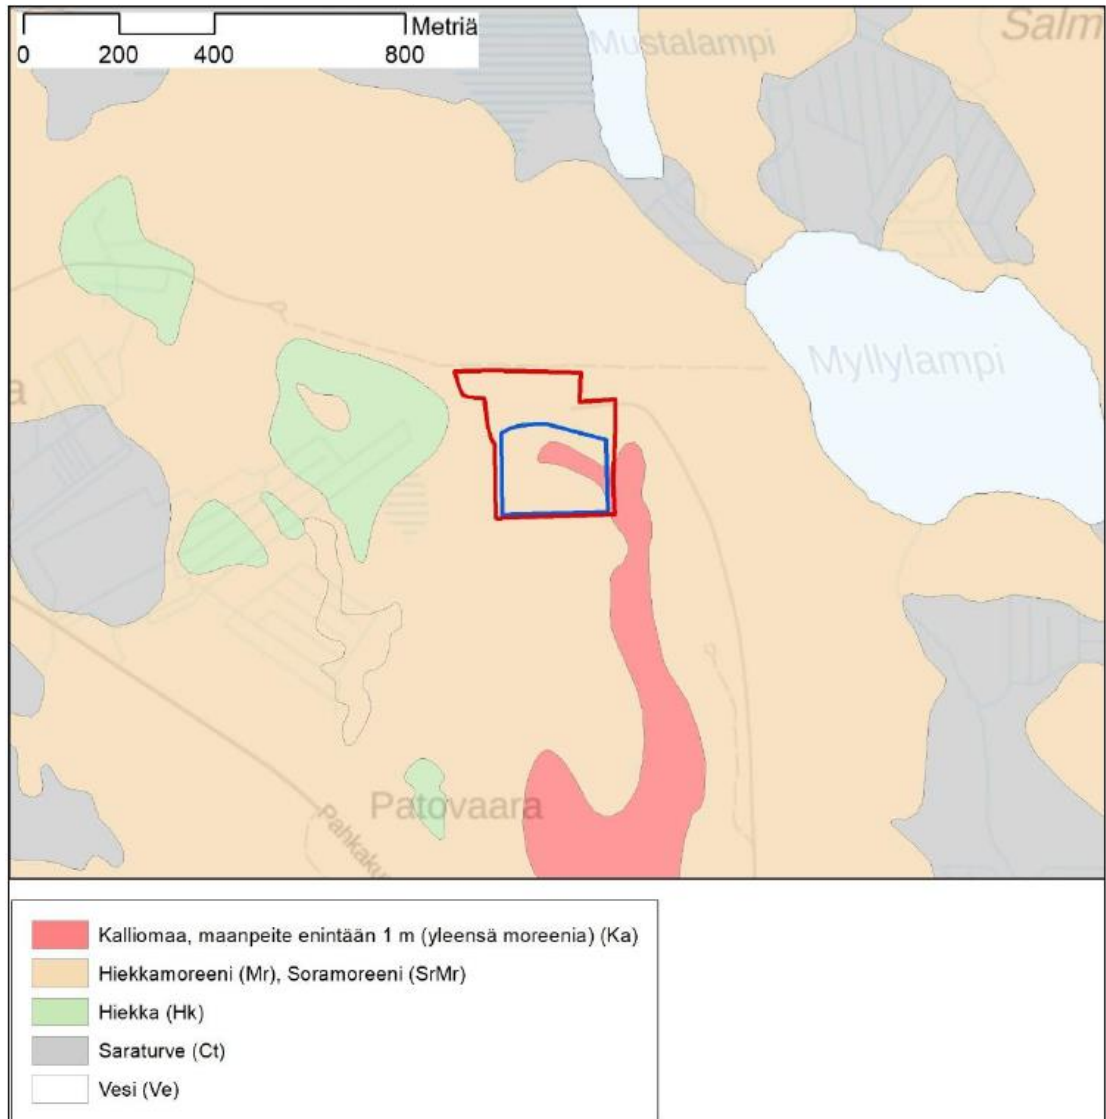 Metriä
0 200 400 800
Mustalampi
Salm
Myllylampi
a
Patovaara
Pahkaku
Kalliomaa, maanpeite enintään 1 m (yleensä moreenia) (Ka)
Hiekkamoreeni (Mr), Soramoreeni (SrMr)
Hiekka (Hk)
Saraturve (Ct)
Vesi (Ve)